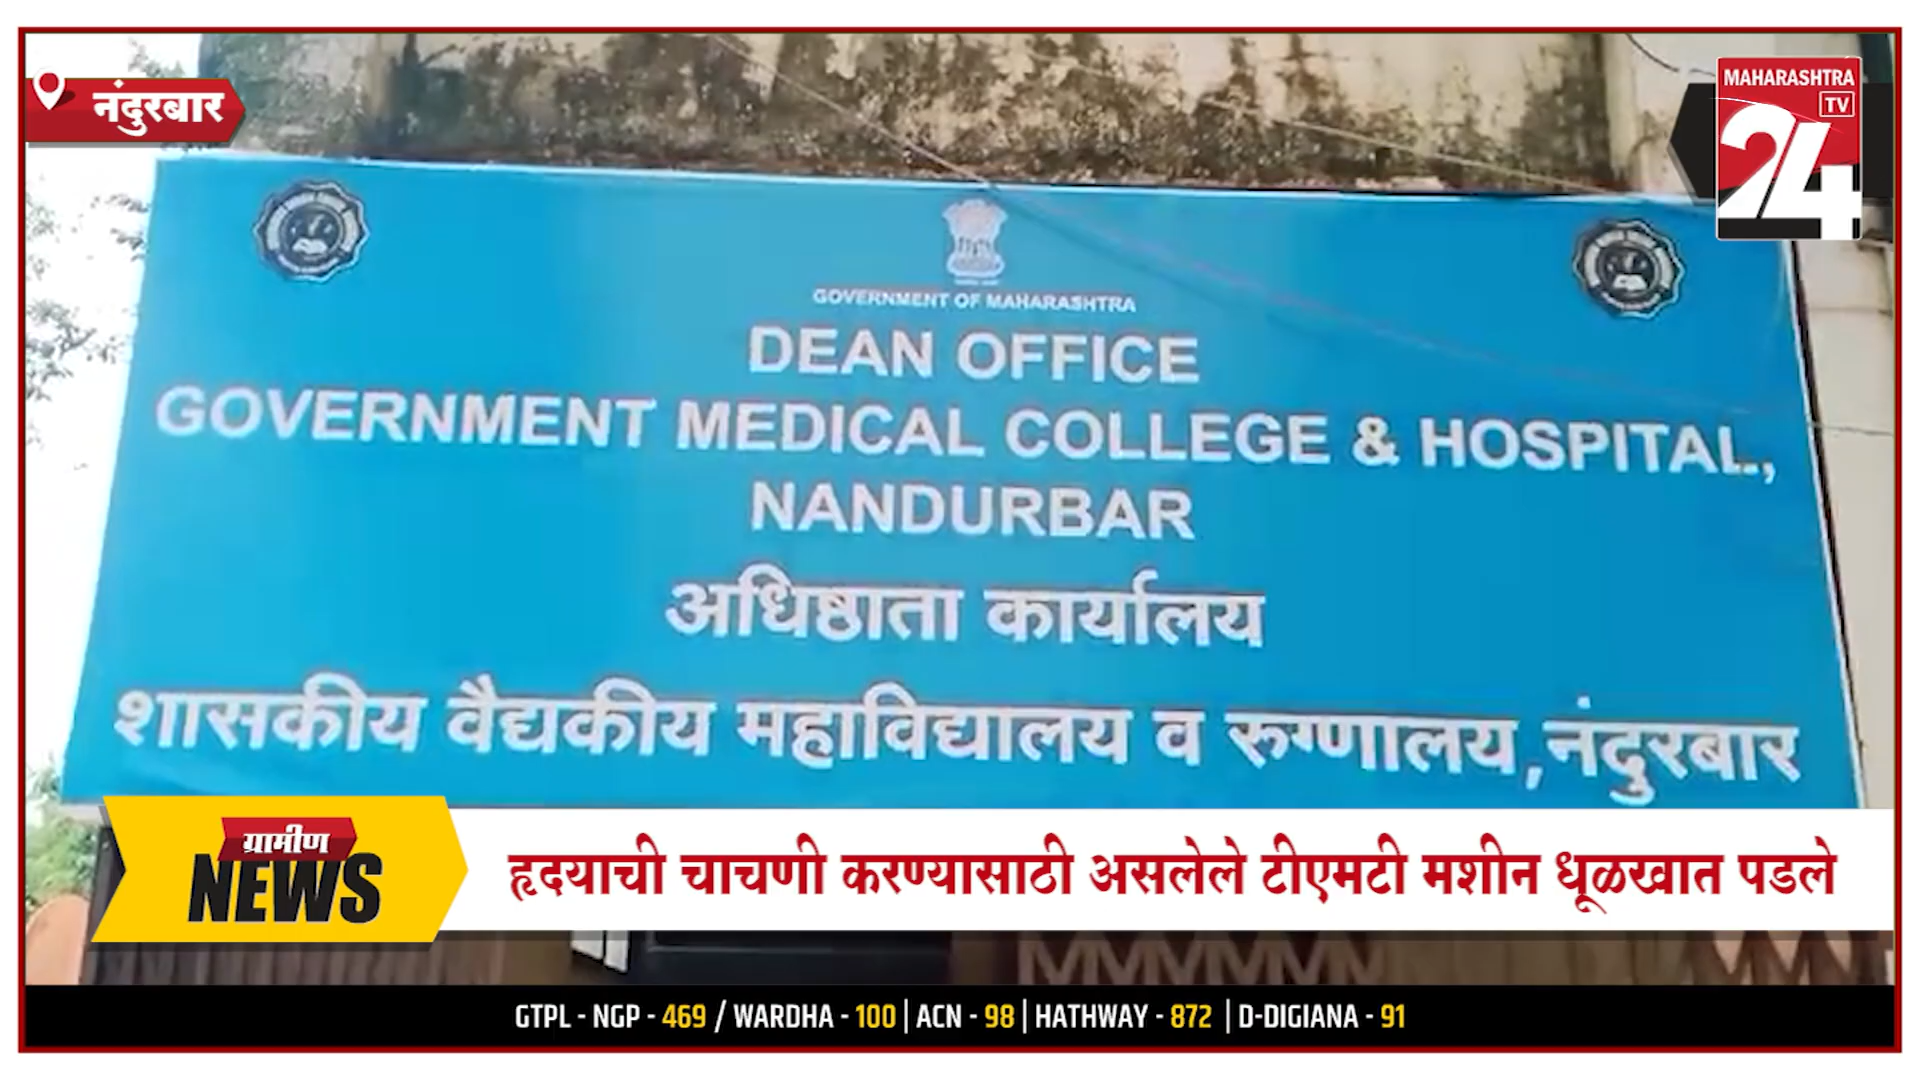 नंदुरबार
MAHARASHTRA
TV
24
GOVERNMENT OF MAHARASHTRA
DEAN OFFICE
GOVERNMENT MEDICAL COLLEGE & HOSPITAL.,
NANDURBAR
अधिष्ठाता कार्यालय
शासकीय वैद्यकीय महाविद्यालय व रुग्णालय,नंदुरबार
ग्रामीण
NEWS
हृदयाची चाचणी करण्यासाठी असलेले टीएमटी मशीन धूळखात पडले
GTPL - NGP - 469 / WARDHA - 100 | ACN - 98 | HATHWAY - 872 | D-DIGIANA - 91